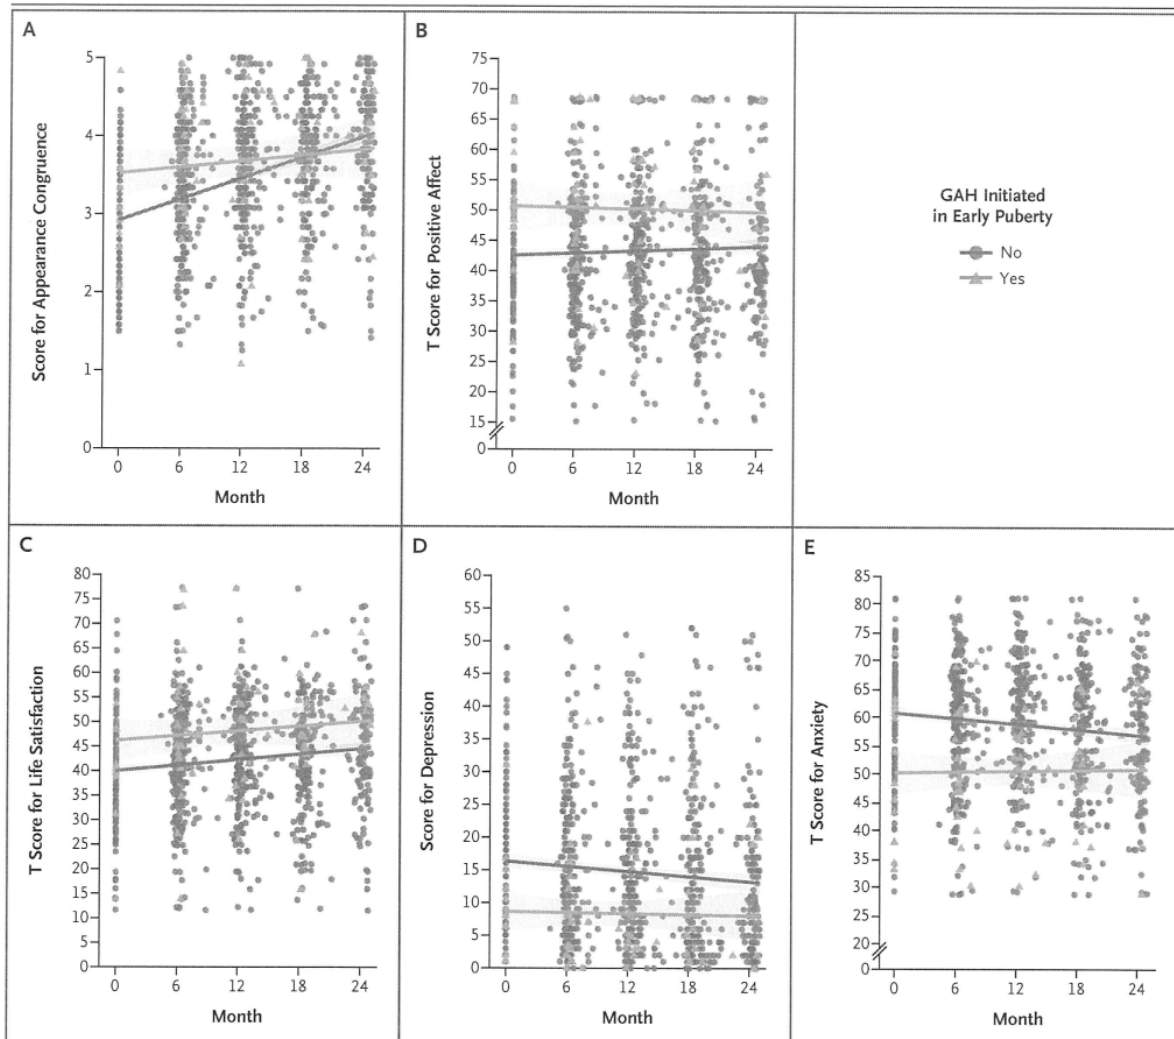 A
Score for Appearance Congruence
5
4
3
2
1
0
0 6 12 18 24
Month
B
T Score for Positive Affect
75
70
65
60
55
50
45
40
35
30
25
20
15
0
0 6 12 18 24
Month
GAH Initiated
in Early Puberty
No
Yes
C
T Score for Life Satisfaction
80
75
70
65
60
55
50
45
40
35
30
25
20
15
10
5
0
0 6 12 18 24
Month
D
Score for Depression
60
55
50
45
40
35
30
25
20
15
10
5
0
0 6 12 18 24
Month
E
T Score for Anxiety
85
80
75
70
65
60
55
50
45
40
35
30
20
0
0 6 12 18 24
Month